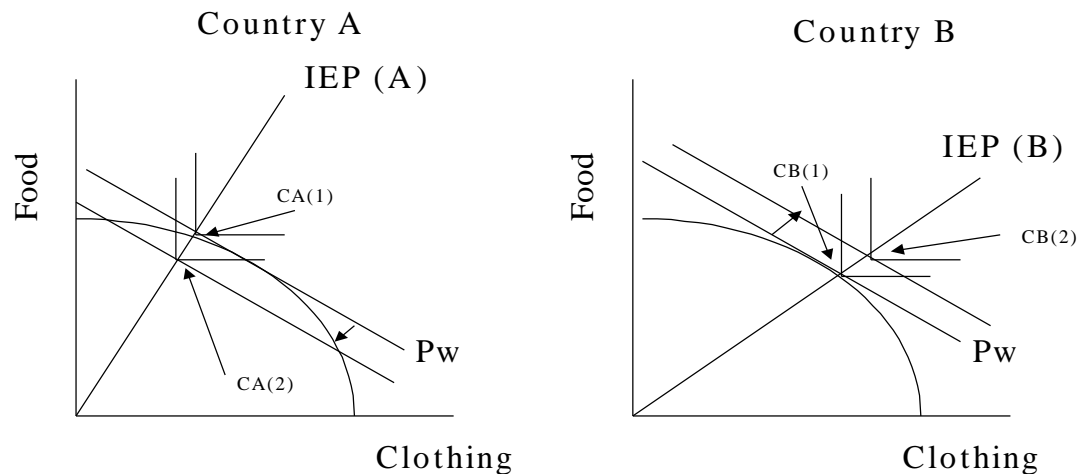 Country A
IEP (A)
Food
CA(1)
Pw
CA(2)
Clothing
Country B
IEP (B)
Food
CB(1)
CB(2)
Pw
Clothing